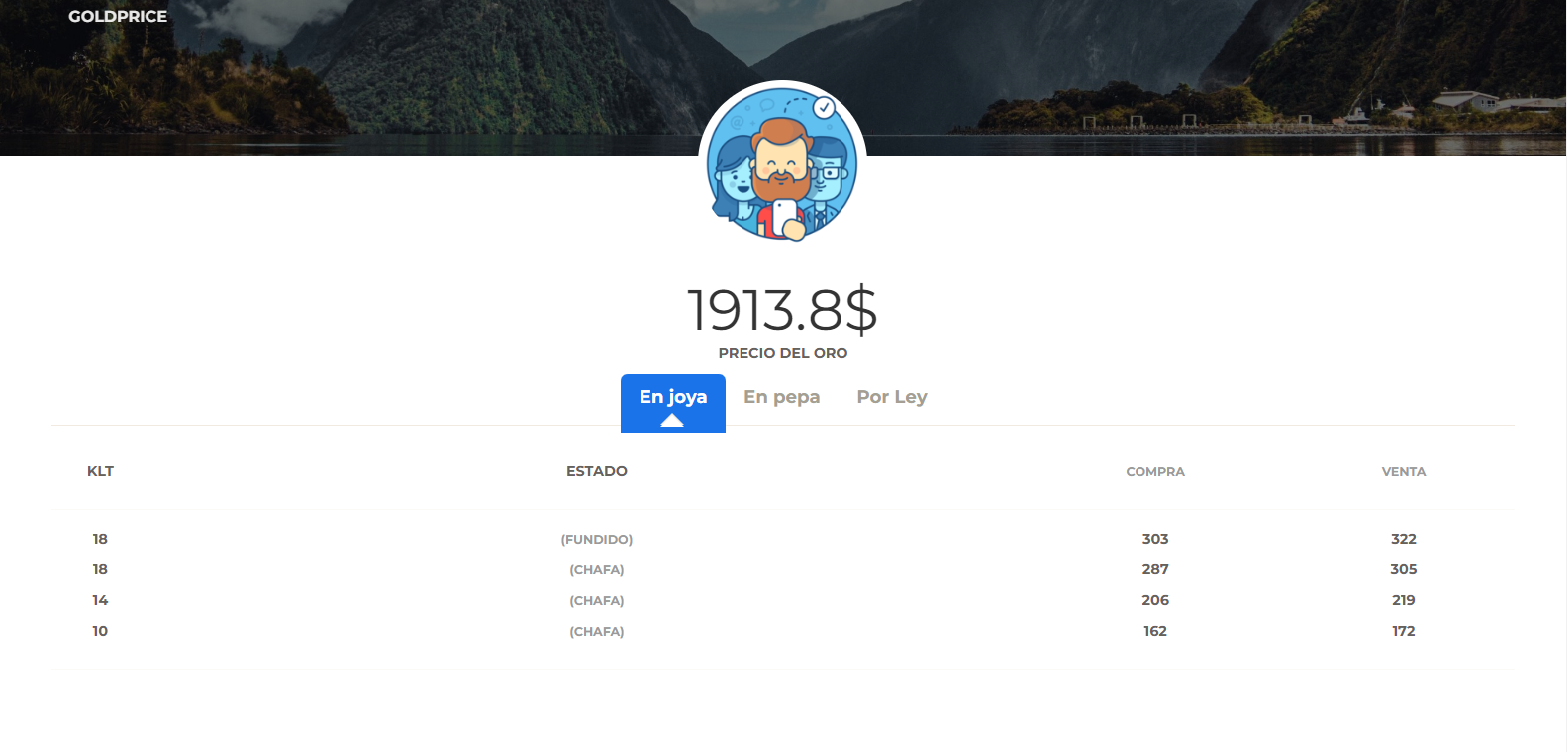 GOLDPRICE
1913.8$
PRECIO DEL ORO
En joya En pepa Por Ley
KLT ESTADO COMPRA VENTA
18 (FUNDIDO) 303 322
18 (CHAFA) 287 305
14 (CHAFA) 206 219
10 (CHAFA) 162 172